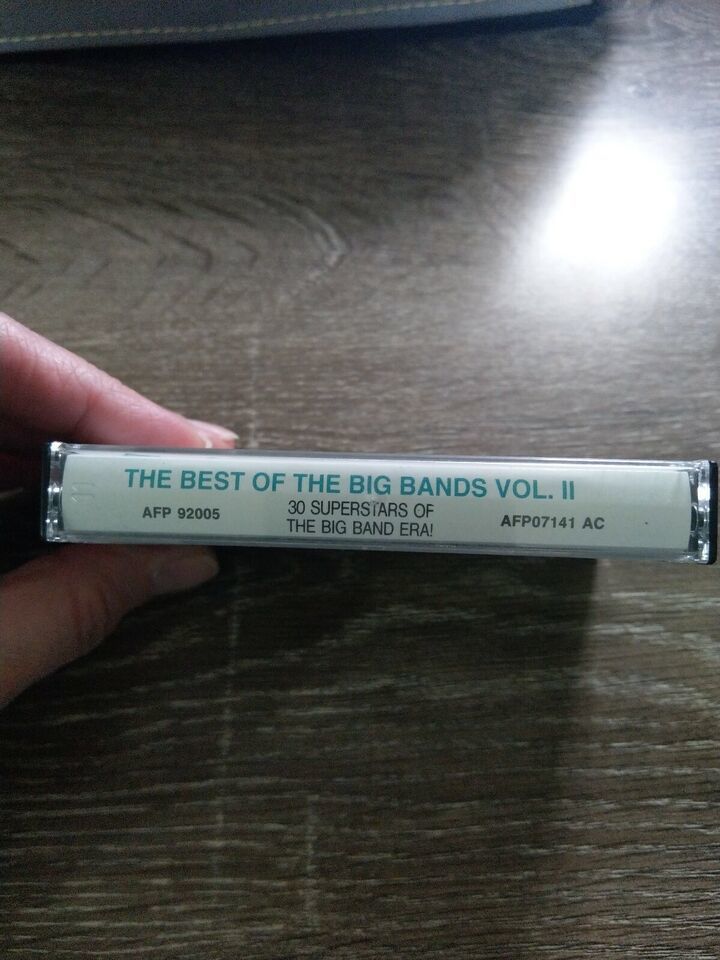 THE BEST OF THE BIG BANDS VOL. II
AFP 92005
30 SUPERSTARS OF
THE BIG BAND ERA!
AFP07141 AC